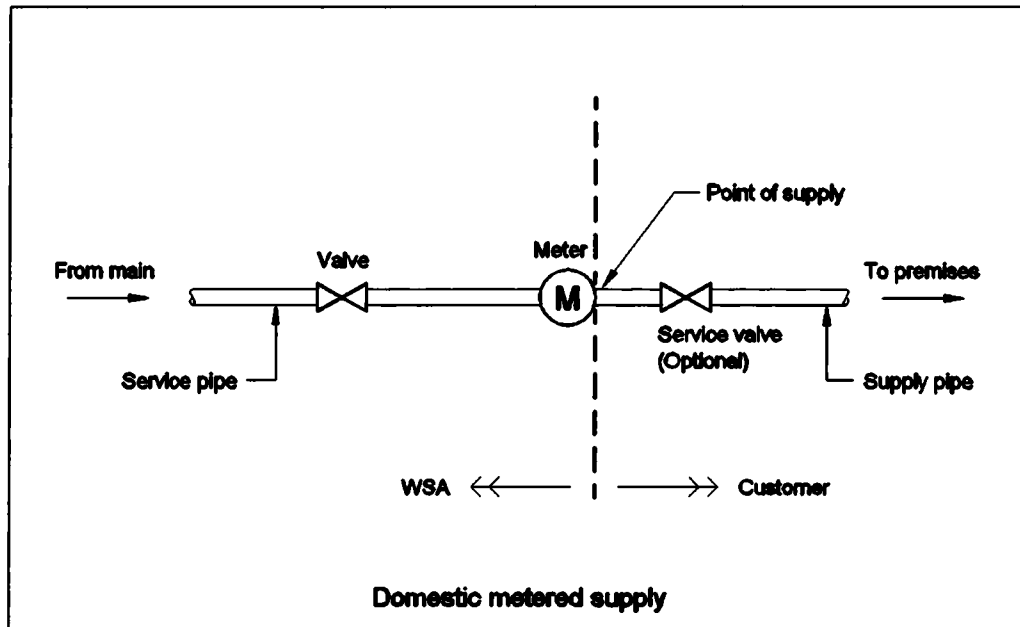 Point of supply
Meter
Valve
From main
To premises
M
Service valve
(Optional)
Service pipe
Supply pipe
WSA
Customer
Domestic metered supply